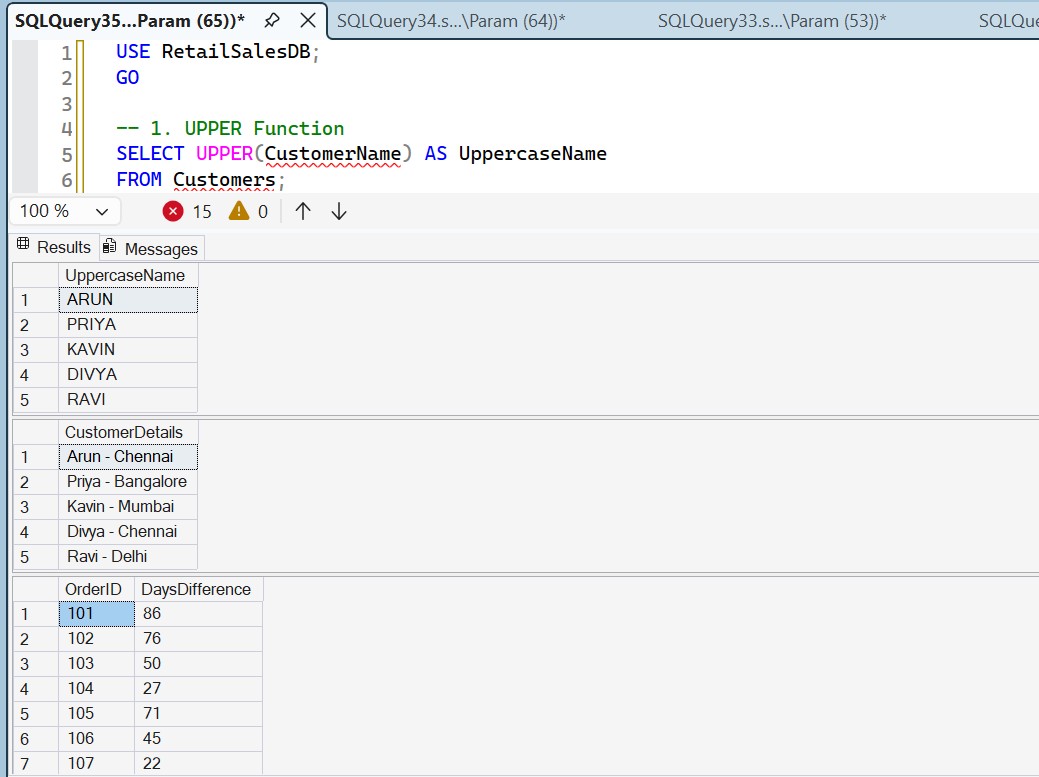 SQLQuery35...Param (65))* SQLQuery34.s...\Param (64))* SQLQuery33.s...\Param (53))* SQLQue
1 USE RetailSalesDB;
2 GO
3
4 -- 1. UPPER Function
5 SELECT UPPER(CustomerName) AS UppercaseName
6 FROM Customers;
100 % 15 0
Results Messages
UppercaseName
1 ARUN
2 PRIYA
3 KAVIN
4 DIVYA
5 RAVI
CustomerDetails
1 Arun - Chennai
2 Priya - Bangalore
3 Kavin - Mumbai
4 Divya - Chennai
5 Ravi - Delhi
OrderID DaysDifference
1 101 86
2 102 76
3 103 50
4 104 27
5 105 71
6 106 45
7 107 22